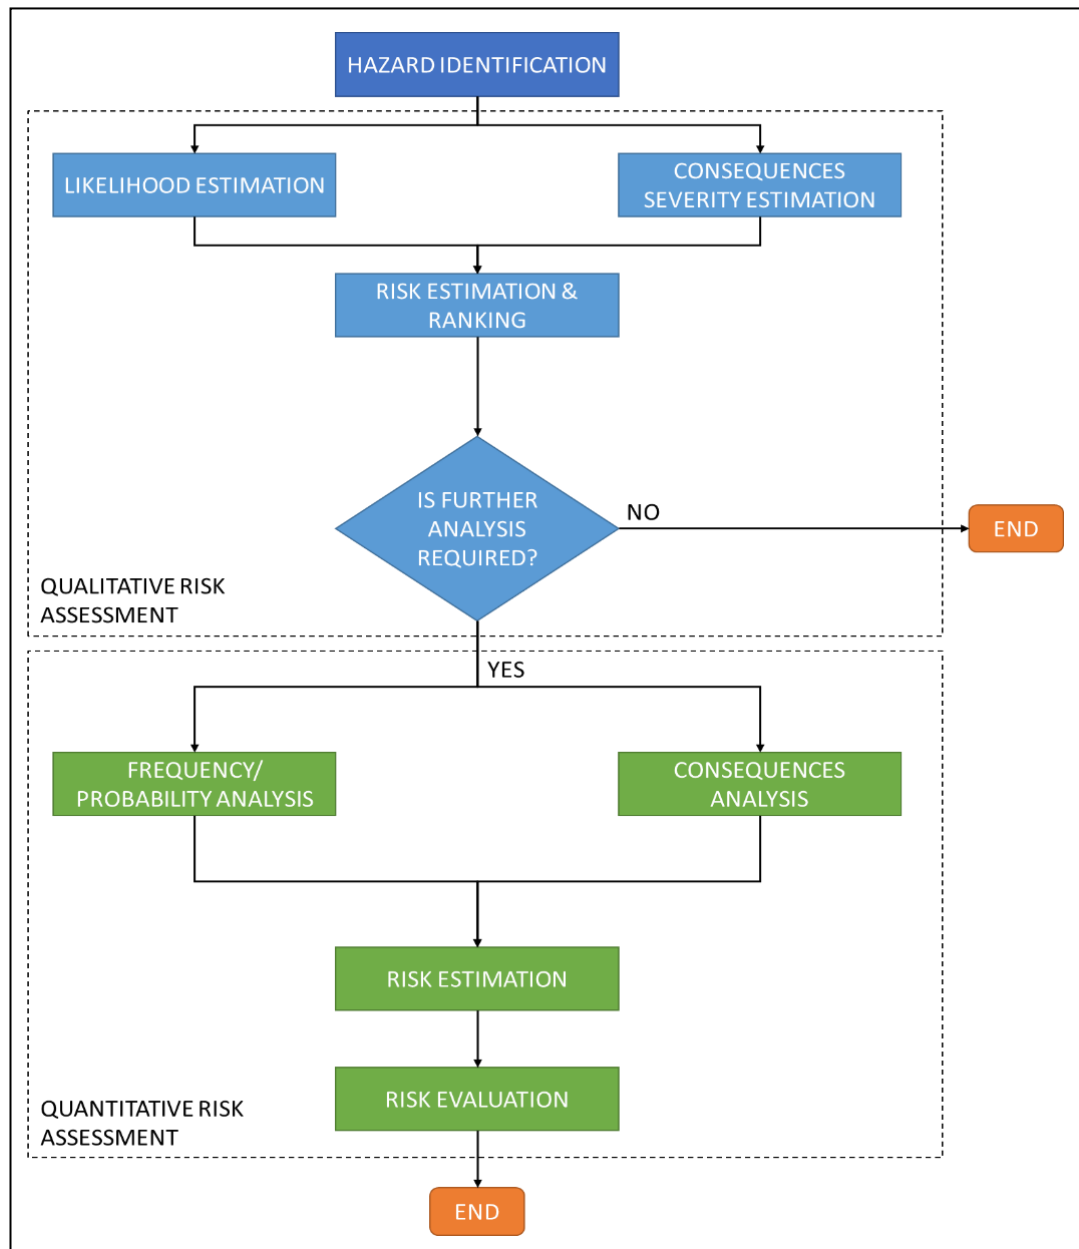 HAZARD IDENTIFICATION
LIKELIHOOD ESTIMATION
CONSEQUENCES
SEVERITY ESTIMATION
RISK ESTIMATION &
RANKING
IS FURTHER
ANALYSIS
REQUIRED?
NO
END
QUALITATIVE RISK
ASSESSMENT
YES
FREQUENCY/
PROBABILITY ANALYSIS
CONSEQUENCES
ANALYSIS
RISK ESTIMATION
RISK EVALUATION
QUANTITATIVE RISK
ASSESSMENT
END